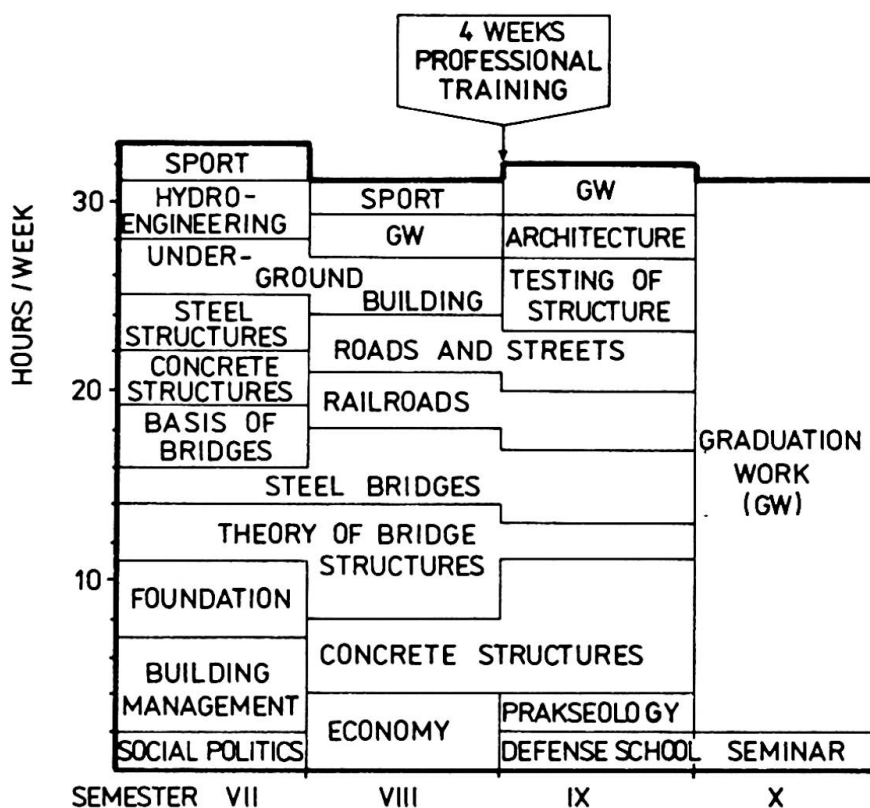 4 WEEKS
PROFESSIONAL
TRAINING
HOURS/WEEK
30
20
10
SPORT
HYDRO-
ENGINEERING
UNDER-
GROUND
BUILDING
STEEL
STRUCTURES
CONCRETE
STRUCTURES
BASIS OF
BRIDGES
SPORT
GW
GW
ARCHITECTURE
TESTING OF
STRUCTURE
ROADS AND STREETS
RAILROADS
STEEL BRIDGES
THEORY OF BRIDGE
STRUCTURES
FOUNDATION
BUILDING
MANAGEMENT
SOCIAL POLITICS
CONCRETE STRUCTURES
ECONOMY
PRAKSEOLOGY
DEFENSE SCHOOL
GRADUATION
WORK
(GW)
SEMINAR
SEMESTER VII VIII IX X